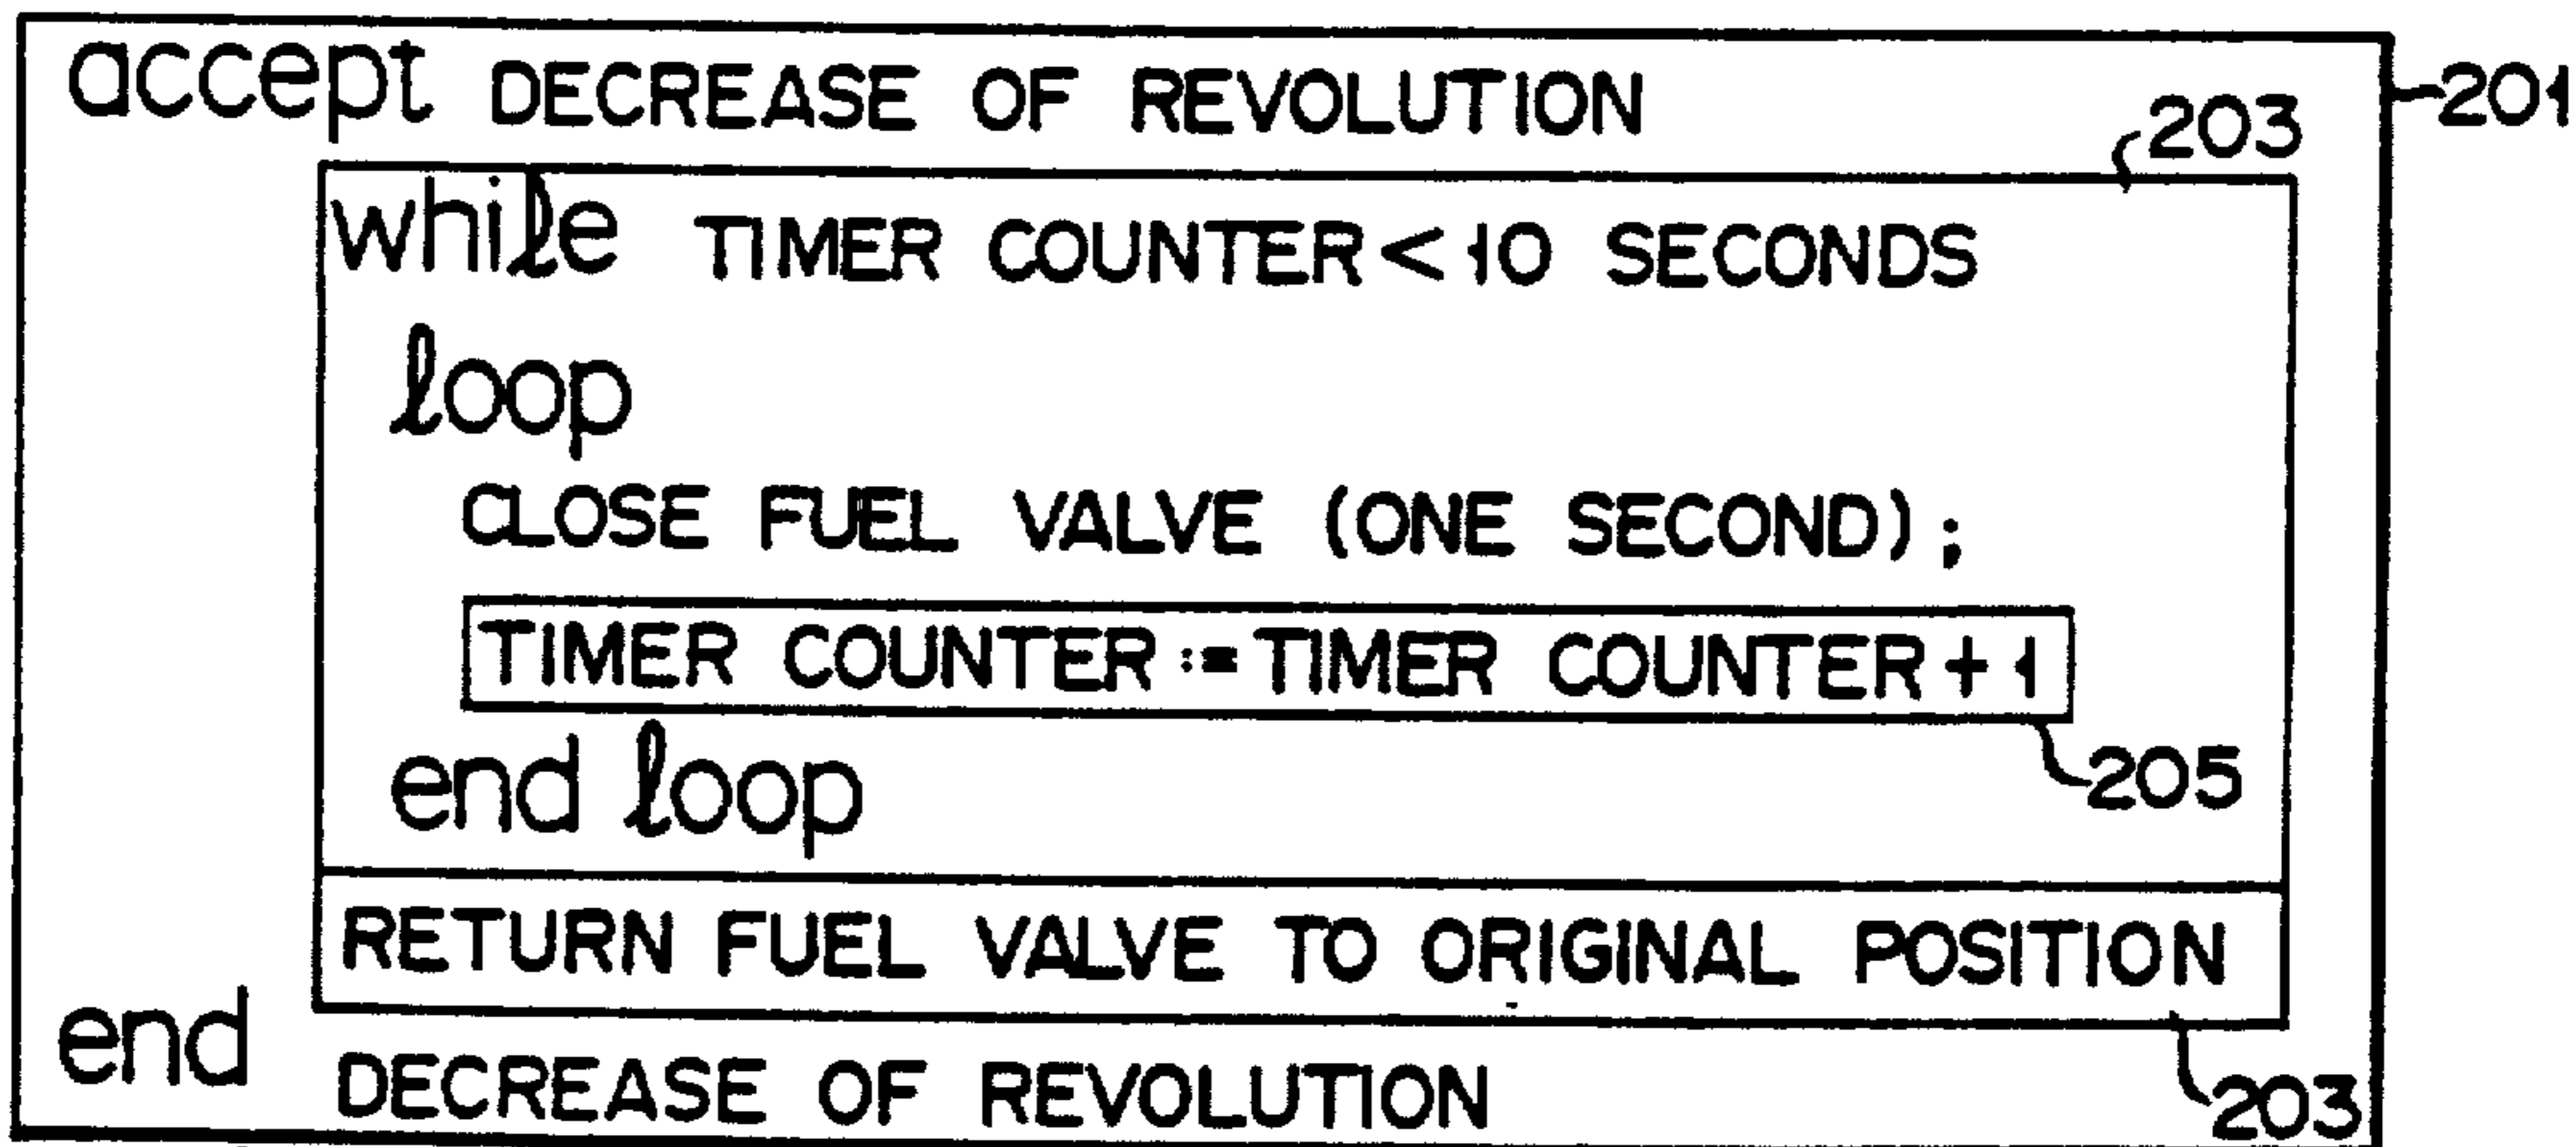 accept DECREASE OF REVOLUTION
201
203
while TIMER COUNTER < 10 SECONDS
loop
CLOSE FUEL VALVE (ONE SECOND) ;
TIMER COUNTER := TIMER COUNTER + 1
205
end loop
RETURN FUEL VALVE TO ORIGINAL POSITION
203
end DECREASE OF REVOLUTION